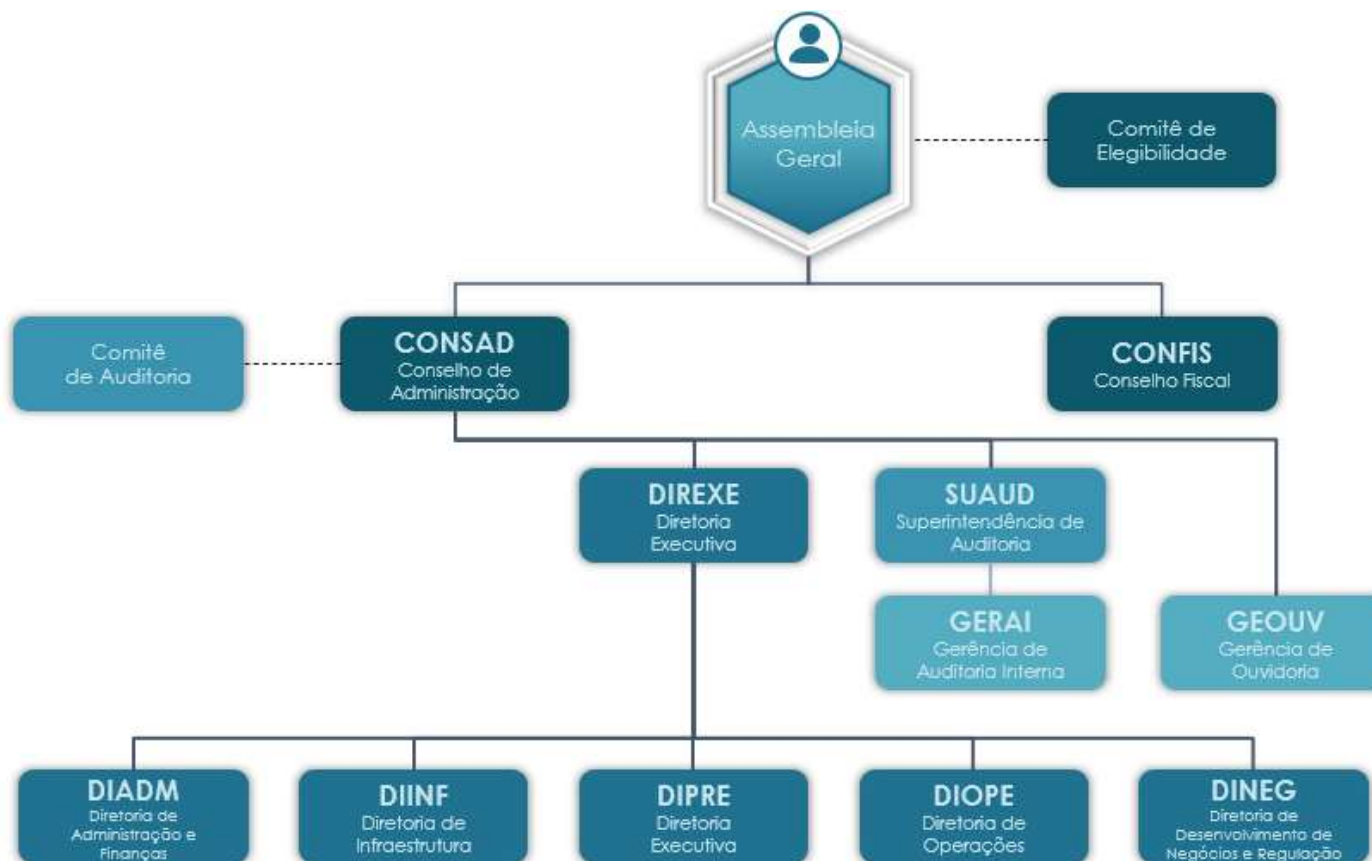 Assembleia
Geral
Comitê de
Elegibilidade
Comitê
de Auditoria
CONSAD
Conselho de
Administração
CONFIS
Conselho Fiscal
DIREXE
Diretoria
Executiva
SUAUD
Superintendência de
Auditoria
GERAI
Gerência de
Auditoria Interna
GEOUV
Gerência de
Ouvidoria
DIADM
Diretoria de
Administração e
Finanças
DIINF
Diretoria de
Infraestrutura
DIPRE
Diretoria
Executiva
DIOPE
Diretoria de
Operações
DINEG
Diretoria de
Desenvolvimento de
Negócios e Regulação